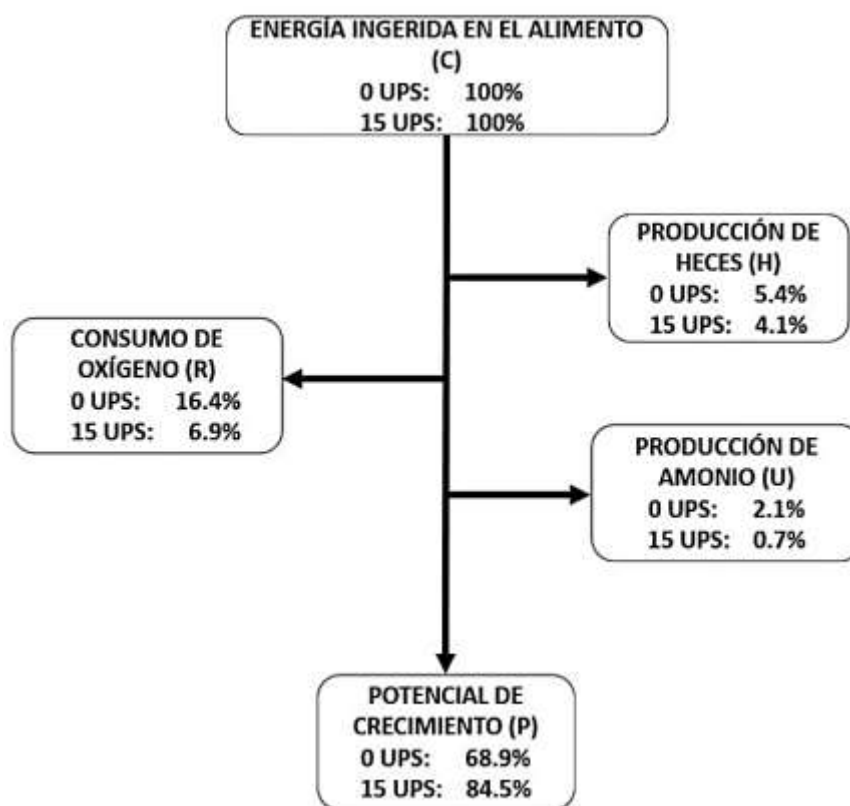 ENERGÍA INGERIDA EN EL ALIMENTO
(C)
0 UPS: 100%
15 UPS: 100%
PRODUCCIÓN DE
HECES (H)
0 UPS: 5.4%
15 UPS: 4.1%
CONSUMO DE
OXÍGENO (R)
0 UPS: 16.4%
15 UPS: 6.9%
PRODUCCIÓN DE
AMONIO (U)
0 UPS: 2.1%
15 UPS: 0.7%
POTENCIAL DE
CRECIMIENTO (P)
0 UPS: 68.9%
15 UPS: 84.5%